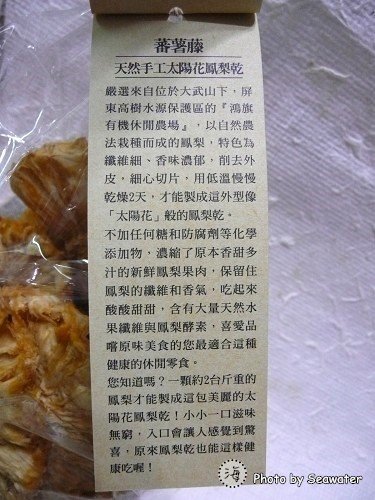 蕃薯藤
天然手工太陽花鳳梨乾
嚴選來自位於大武山下，屏
東高樹水源保護區的『鴻旗
有機休閒農場』，以自然農
法栽種而成的鳳梨，特色為
纖維細、香味濃郁，削去外
皮，細心切片，用低溫慢慢
乾燥2天，才能製成這外型像
「太陽花」般的鳳梨乾。
不加任何糖和防腐劑等化學
添加物，濃縮了原本香甜多
汁的新鮮鳳梨果肉，保留住
鳳梨的纖維和香氣，吃起來
酸酸甜甜，含有大量天然水
果纖維與鳳梨酵素，喜愛品
嚐原味美食的您最適合這種
健康的休閒零食。
您知道嗎？一顆約2台斤重的
鳳梨才能製成這包美麗的太
陽花鳳梨乾！小小一口滋味
無窮，入口會讓人感覺到驚
喜，原來鳳梨乾也能這樣健
康吃喔！
海 Photo by Seawater